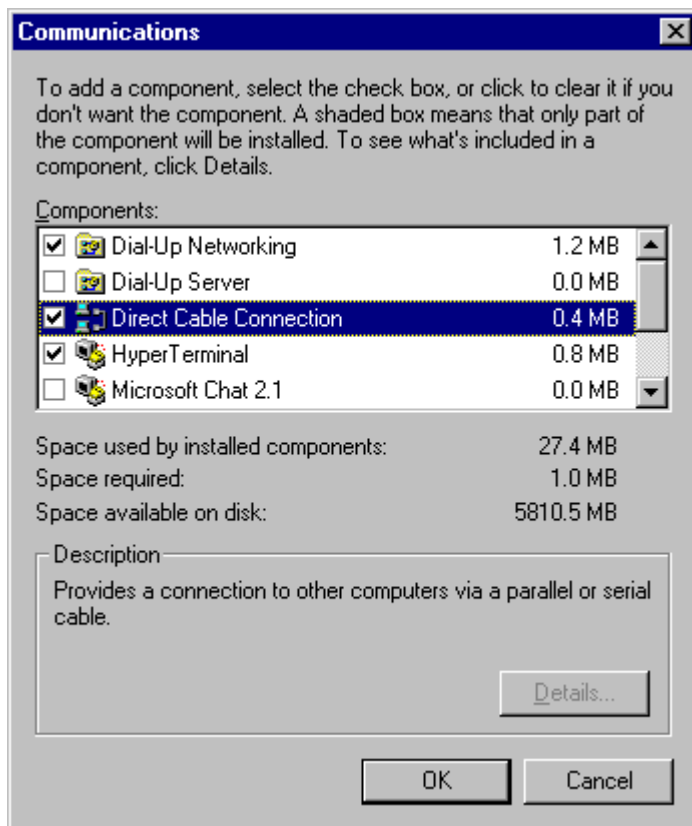 Communications
To add a component, select the check box, or click to clear it if you
don't want the component. A shaded box means that only part of
the component will be installed. To see what's included in a
component, click Details.
Components:
Dial-Up Networking 1.2 MB
Dial-Up Server 0.0 MB
Direct Cable Connection 0.4 MB
HyperTerminal 0.8 MB
Microsoft Chat 2.1 0.0 MB
Space used by installed components: 27.4 MB
Space required: 1.0 MB
Space available on disk: 5810.5 MB
Description
Provides a connection to other computers via a parallel or serial
cable.
Details...
OK Cancel